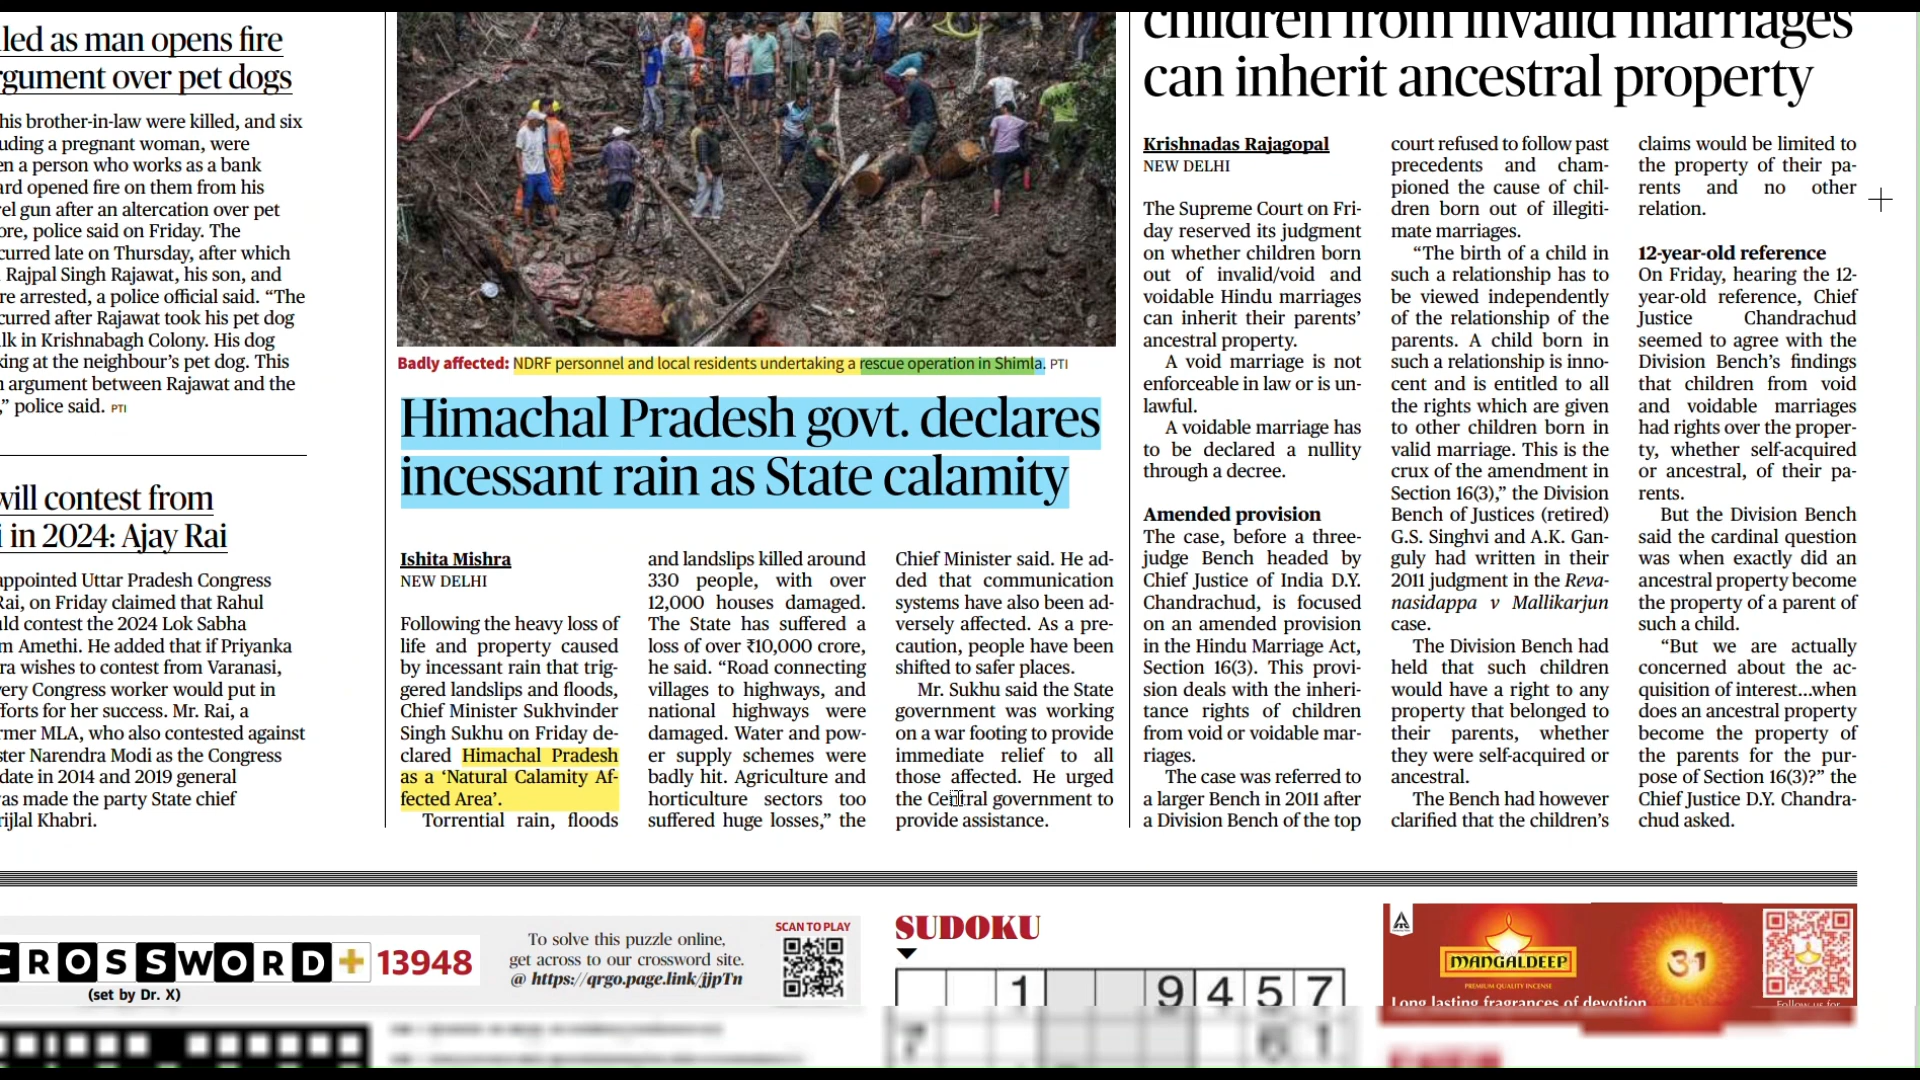 led as man opens fire
gument over pet dogs
his brother-in-law were killed, and six
uding a pregnant woman, were
en a person who works as a bank
ard opened fire on them from his
el gun after an altercation over pet
ore, police said on Friday. The
curred late on Thursday, after which
Rajpal Singh Rajawat, his son, and
re arrested, a police official said. “The
curred after Rajawat took his pet dog
lk in Krishnabagh Colony. His dog
king at the neighbour’s pet dog. This
n argument between Rajawat and the
,” police said. PTI
will contest from
i in 2024: Ajay Rai
appointed Uttar Pradesh Congress
Rai, on Friday claimed that Rahul
ld contest the 2024 Lok Sabha
m Amethi. He added that if Priyanka
ra wishes to contest from Varanasi,
very Congress worker would put in
fforts for her success. Mr. Rai, a
rmer MLA, who also contested against
ster Narendra Modi as the Congress
date in 2014 and 2019 general
as made the party State chief
rijlal Khabri.
Badly affected: NDRF personnel and local residents undertaking a rescue operation in Shimla. PTI
Himachal Pradesh govt. declares
incessant rain as State calamity
Ishita Mishra
NEW DELHI
Following the heavy loss of
life and property caused
by incessant rain that trig-
gered landslips and floods,
Chief Minister Sukhvinder
Singh Sukhu on Friday de-
clared Himachal Pradesh
as a ‘Natural Calamity Af-
fected Area’.
Torrential rain, floods
and landslips killed around
330 people, with over
12,000 houses damaged.
The State has suffered a
loss of over ₹10,000 crore,
he said. “Road connecting
villages to highways, and
national highways were
damaged. Water and pow-
er supply schemes were
badly hit. Agriculture and
horticulture sectors too
suffered huge losses,” the
Chief Minister said. He ad-
ded that communication
systems have also been ad-
versely affected. As a pre-
caution, people have been
shifted to safer places.
Mr. Sukhu said the State
government was working
on a war footing to provide
immediate relief to all
those affected. He urged
the Central government to
provide assistance.
children from invalid marriages
can inherit ancestral property
Krishnadas Rajagopal
NEW DELHI
The Supreme Court on Fri-
day reserved its judgment
on whether children born
out of invalid/void and
voidable Hindu marriages
can inherit their parents’
ancestral property.
A void marriage is not
enforceable in law or is un-
lawful.
A voidable marriage has
to be declared a nullity
through a decree.
Amended provision
The case, before a three-
judge Bench headed by
Chief Justice of India D.Y.
Chandrachud, is focused
on an amended provision
in the Hindu Marriage Act,
Section 16(3). This provi-
sion deals with the inheri-
tance rights of children
from void or voidable mar-
riages.
The case was referred to
a larger Bench in 2011 after
a Division Bench of the top
court refused to follow past
precedents and cham-
pioned the cause of chil-
dren born out of illegiti-
mate marriages.
“The birth of a child in
such a relationship has to
be viewed independently
of the relationship of the
parents. A child born in
such a relationship is inno-
cent and is entitled to all
the rights which are given
to other children born in
valid marriage. This is the
crux of the amendment in
Section 16(3),” the Division
Bench of Justices (retired)
G.S. Singhvi and A.K. Gan-
guly had written in their
2011 judgment in the Reva-
nasidappa v Mallikarjun
case.
The Division Bench had
held that such children
would have a right to any
property that belonged to
their parents, whether
they were self-acquired or
ancestral.
The Bench had however
clarified that the children’s
claims would be limited to
the property of their pa-
rents and no other
relation.
12-year-old reference
On Friday, hearing the 12-
year-old reference, Chief
Justice Chandrachud
seemed to agree with the
Division Bench’s findings
that children from void
and voidable marriages
had rights over the proper-
ty, whether self-acquired
or ancestral, of their pa-
rents.
But the Division Bench
said the cardinal question
was when exactly did an
ancestral property become
the property of a parent of
such a child.
“But we are actually
concerned about the ac-
quisition of interest...when
does an ancestral property
become the property of
the parents for the pur-
pose of Section 16(3)?” the
Chief Justice D.Y. Chandra-
chud asked.
CROSSWORD+ 13948
(set by Dr. X)
To solve this puzzle online,
get across to our crossword site.
@ https://qrgo.page.link/jjpTn
SCAN TO PLAY
SUDOKU
1 9 4 5 7
7 6 1
MANGALDEEP
PREMIUM QUALITY INCENSE
Long lasting fragrances of devotion
Follow us for